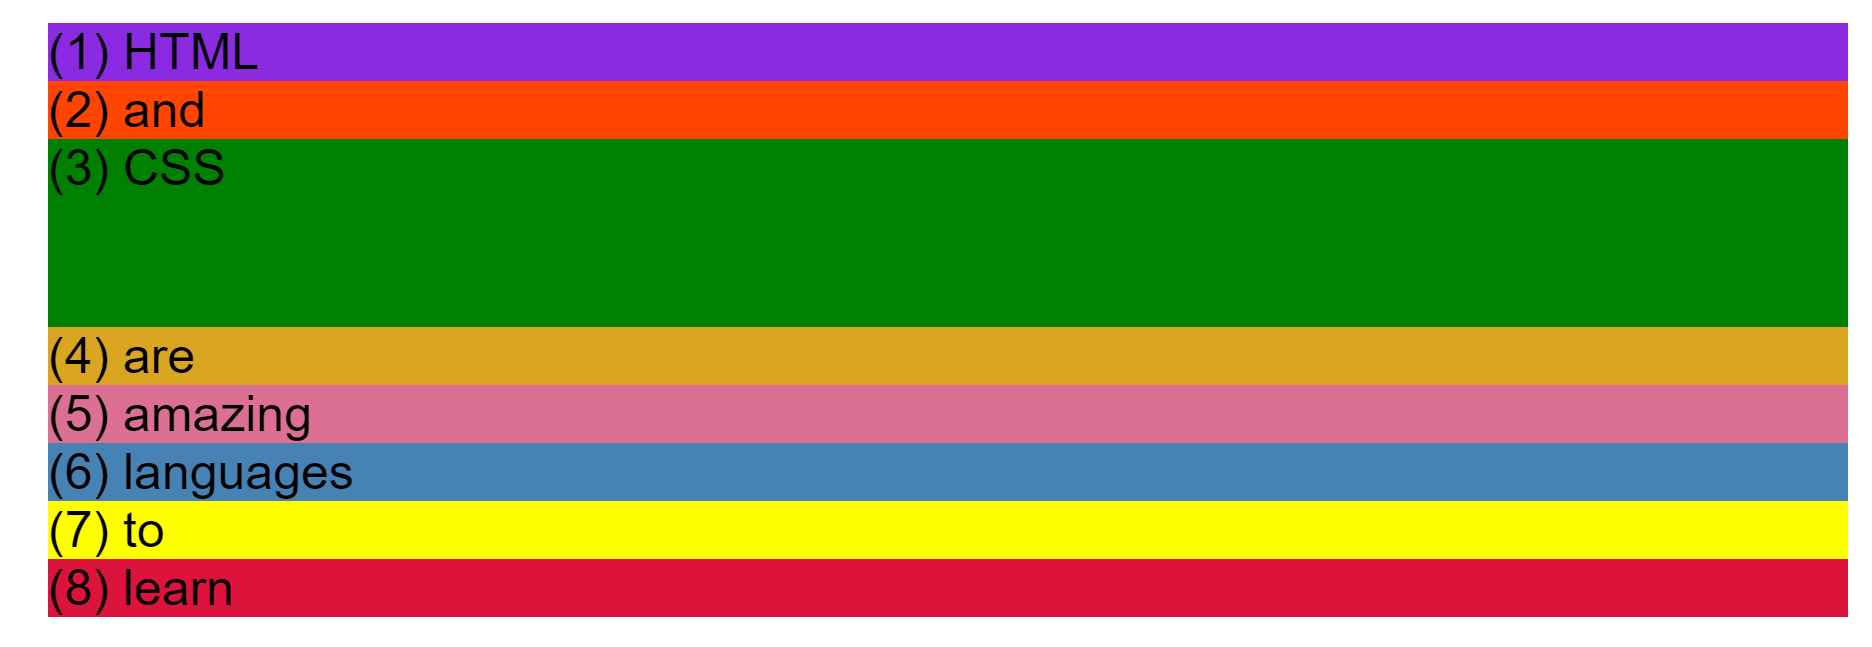 (1) HTML
(2) and
(3) CSS
(4) are
(5) amazing
(6) languages
(7) to
(8) learn